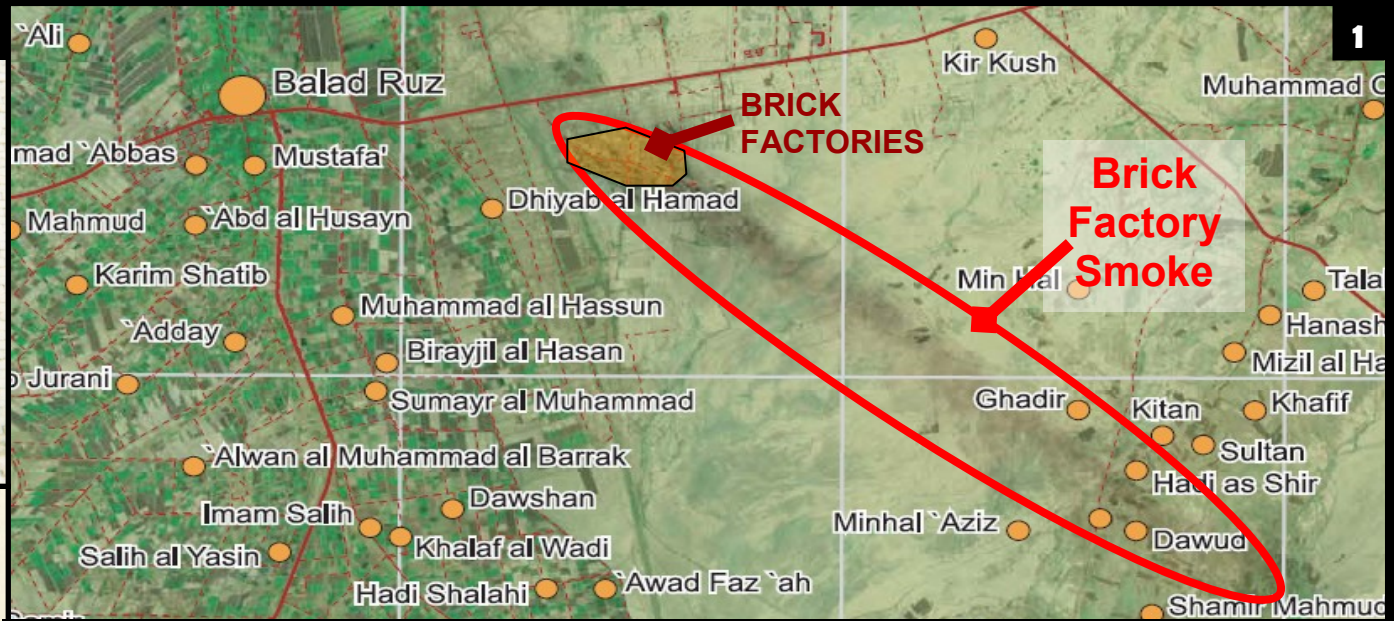 `Ali
1
Balad Ruz
Kir Kush
Muhammad
BRICK
FACTORIES
mad `Abbas
Mustafa'
Brick
Factory
Smoke
Mahmud
`Abd al Husayn
Dhiyab al Hamad
Karim Shatib
Min Hal
Tala
Muhammad al Hassun
Hanash
`Adday
Birayjil al Hasan
Mizil al Ha
Jurani
Sumayr al Muhammad
Ghadir
Kitan
Khafif
`Alwan al Muhammad al Barrak
Sultan
Hadi as Shir
Dawshan
Imam Salih
Minhal `Aziz
Dawud
Salih al Yasin
Khalaf al Wadi
Hadi Shalahi
`Awad Faz `ah
Shamir Mahmud